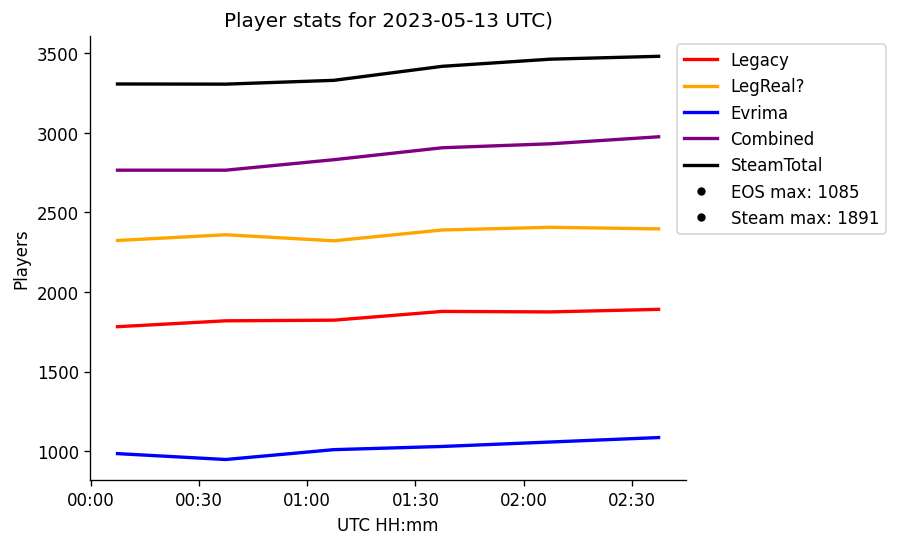 Player stats for 2023-05-13 UTC)
3500
3000
2500
2000
1500
1000
Players
00:00
00:30
01:00
01:30
02:00
02:30
UTC HH:mm
Legacy
LegReal?
Evrima
Combined
SteamTotal
EOS max: 1085
Steam max: 1891